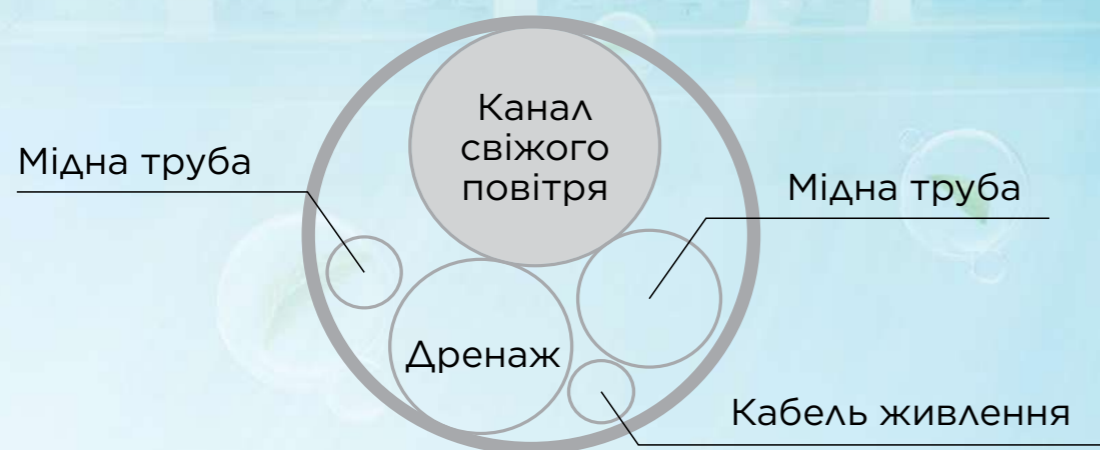 Канал
свіжого
повітря
Мідна труба
Мідна труба
Дренаж
Кабель живлення